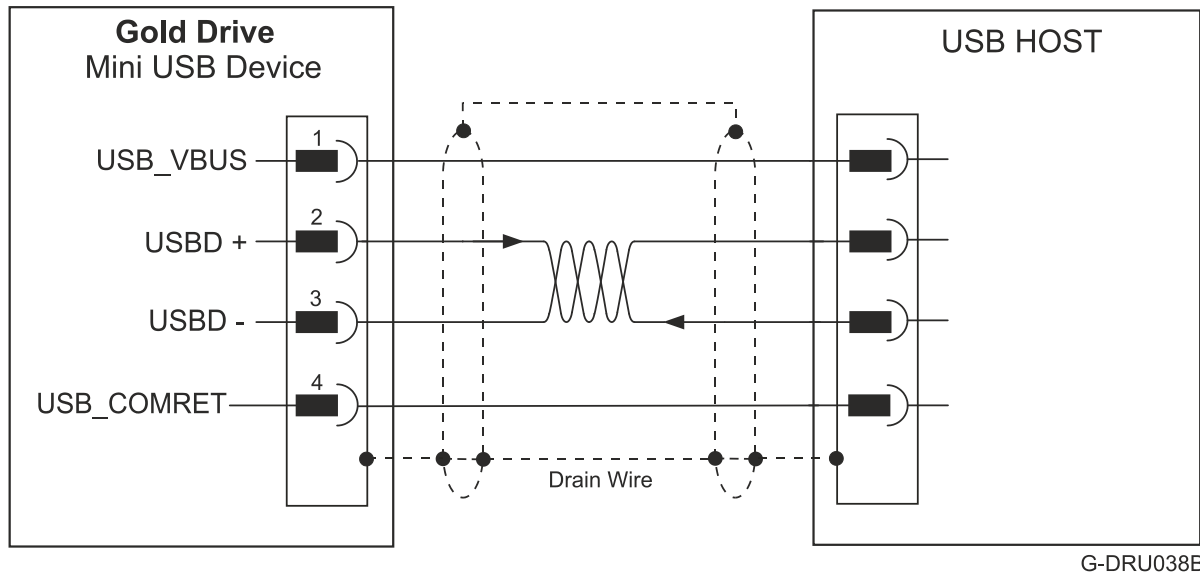 Gold Drive
Mini USB Device
USB HOST
USB_VBUS
1
USBD +
2
USBD -
3
USB_COMRET
4
Drain Wire
G-DRU038B